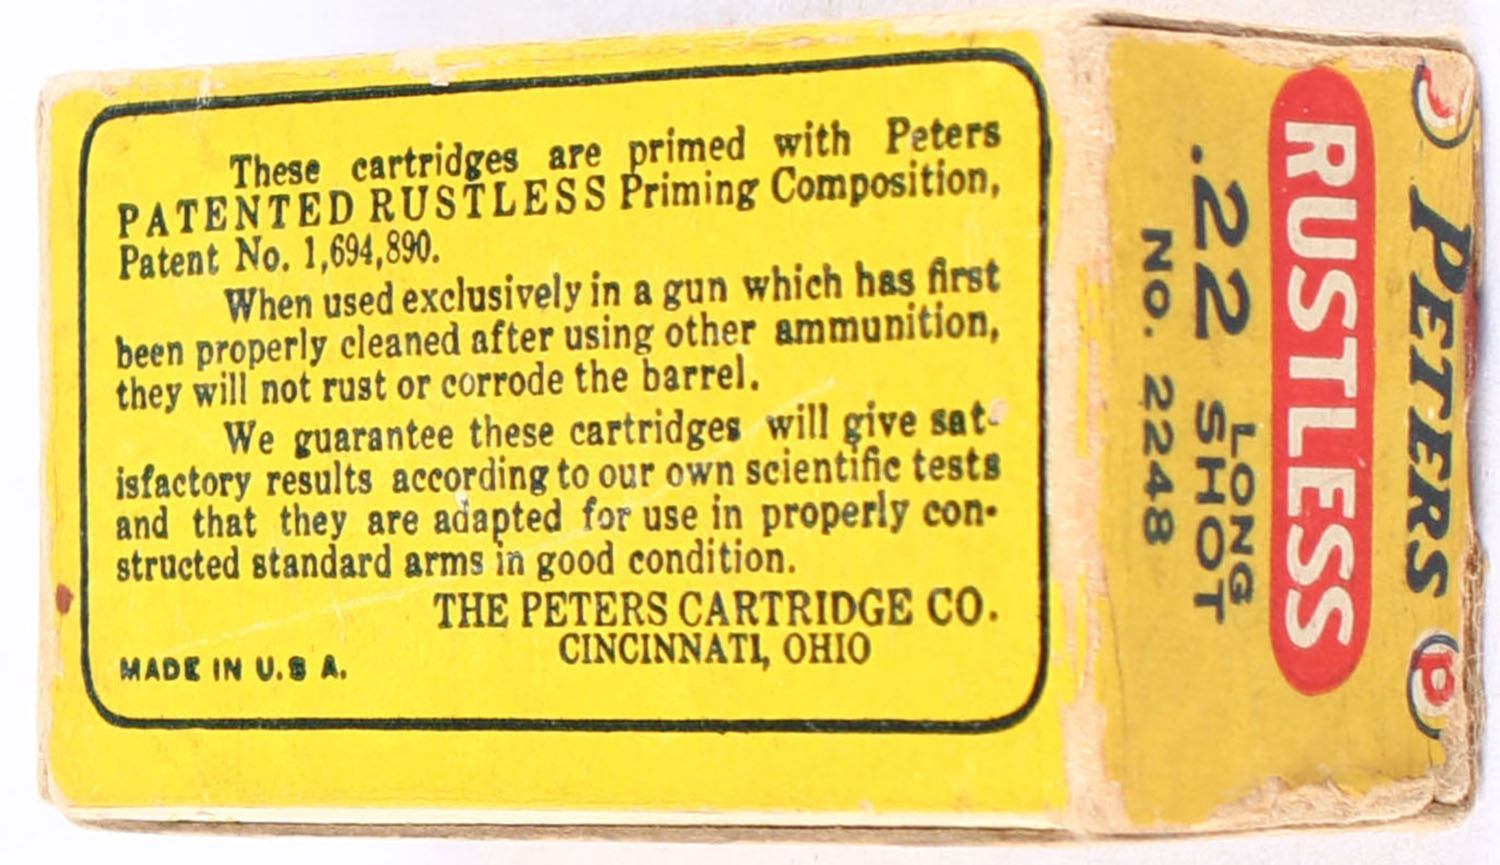 These cartridges are primed with Peters
PATENTED RUSTLESS Priming Composition,
Patent No. 1,694,890.
When used exclusively in a gun which has first
been properly cleaned after using other ammunition,
they will not rust or corrode the barrel.
We guarantee these cartridges will give sat-
isfactory results according to our own scientific tests
and that they are adapted for use in properly con-
structed standard arms in good condition.
THE PETERS CARTRIDGE CO.
CINCINNATI, OHIO
MADE IN U.S A.
PETERS
P
RUSTLESS
.22 LONG
SHOT
No. 2248